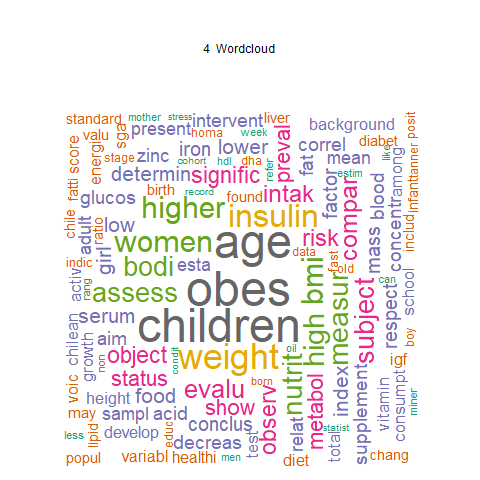 4 Wordcloud
standard mother stress liver
valu sga present intervent background posit
energi stage zinc homa week
iron lower preval fat correl diabet like tanner
score cohort hdl dha refer mean estim among
fatti determin signific
glucos birth record found intak factor mass blood concentr infant
chile ratio low higher insulin risk compar includ
adult girl women age data old
indic bodi esta fast can respect school
activ rang assess obes high bmi measur subject
serum children boy
chilean aim
growth non object condit weight oil nutrit index igf
voic status evalu born metabol vitamin consumpt miner
height food show observ relat statist supplement
may sampl acid conclus total
less lipid develop educ decreas test
popul variabl healthi men diet chang